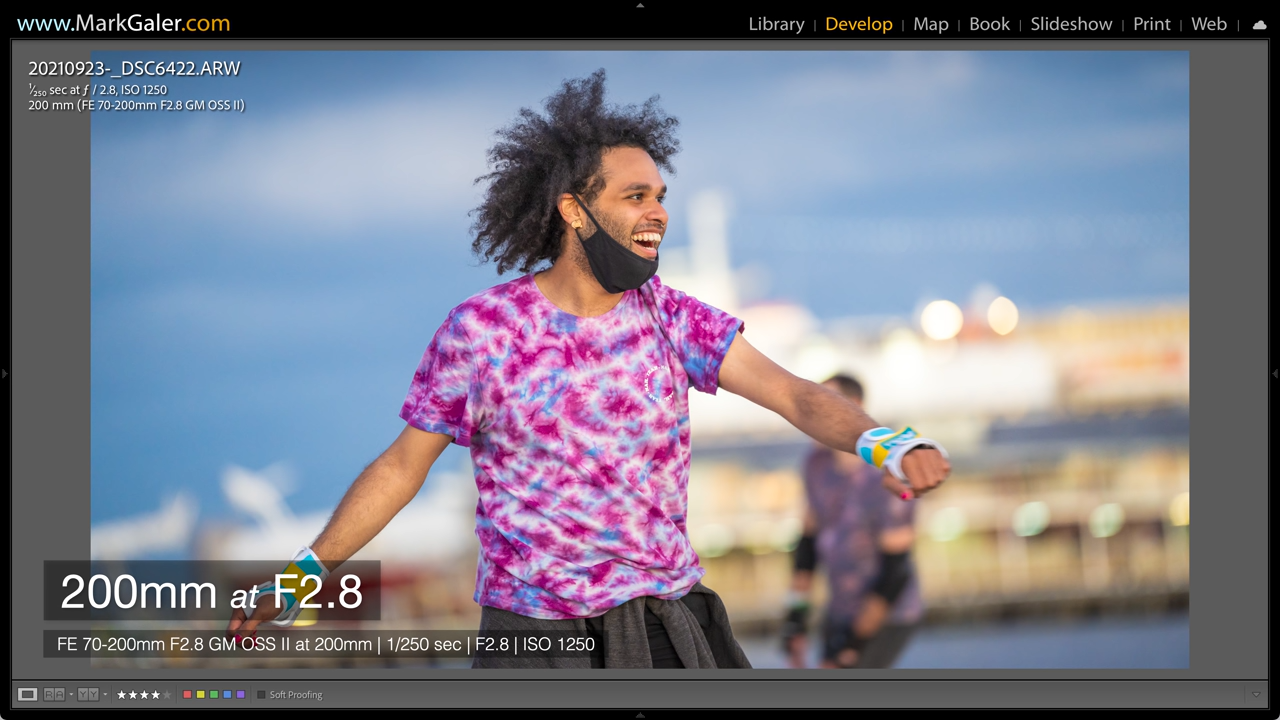 www.MarkGaler.com
Library | Develop | Map | Book | Slideshow | Print | Web |
20210923-_DSC6422.ARW
1/250 sec at ƒ / 2.8, ISO 1250
200 mm (FE 70-200mm F2.8 GM OSS II)
200mm at F2.8
FE 70-200mm F2.8 GM OSS II at 200mm | 1/250 sec | F2.8 | ISO 1250
RA YY Soft Proofing